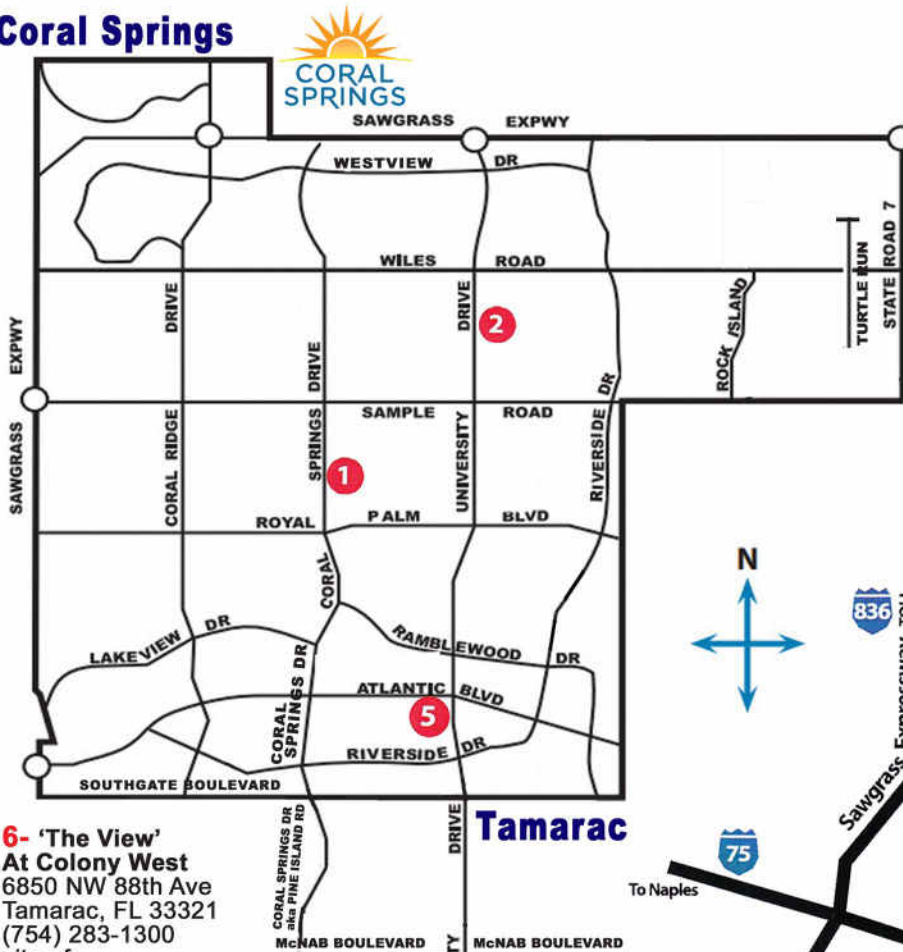 Coral Springs
CORAL
SPRINGS
SAWGRASS EXPWY
WESTVIEW DR
WILES ROAD
TURTLE RUN
STATE ROAD 7
ROCK ISLAND
DRIVE
DRIVE
DRIVE
2
SAWGRASS EXPWY
SAMPLE ROAD
RIVERSIDE DR
CORAL RIDGE
SPRINGS
1
UNIVERSITY
ROYAL PALM BLVD
CORAL
N
836
LAKEVIEW DR
RAMBLEWOOD DR
CORAL
SPRINGS DR
ATLANTIC BLVD
5
RIVERSIDE DR
SOUTHGATE BOULEVARD
Sawgrass Expressway
Tamarac
DRIVE
CORAL SPRINGS DR
aka PINE ISLAND RD
75
To Naples
McNAB BOULEVARD
McNAB BOULEVARD
6- ‘The View’
At Colony West
6850 NW 88th Ave
Tamarac, FL 33321
(754) 283-1300